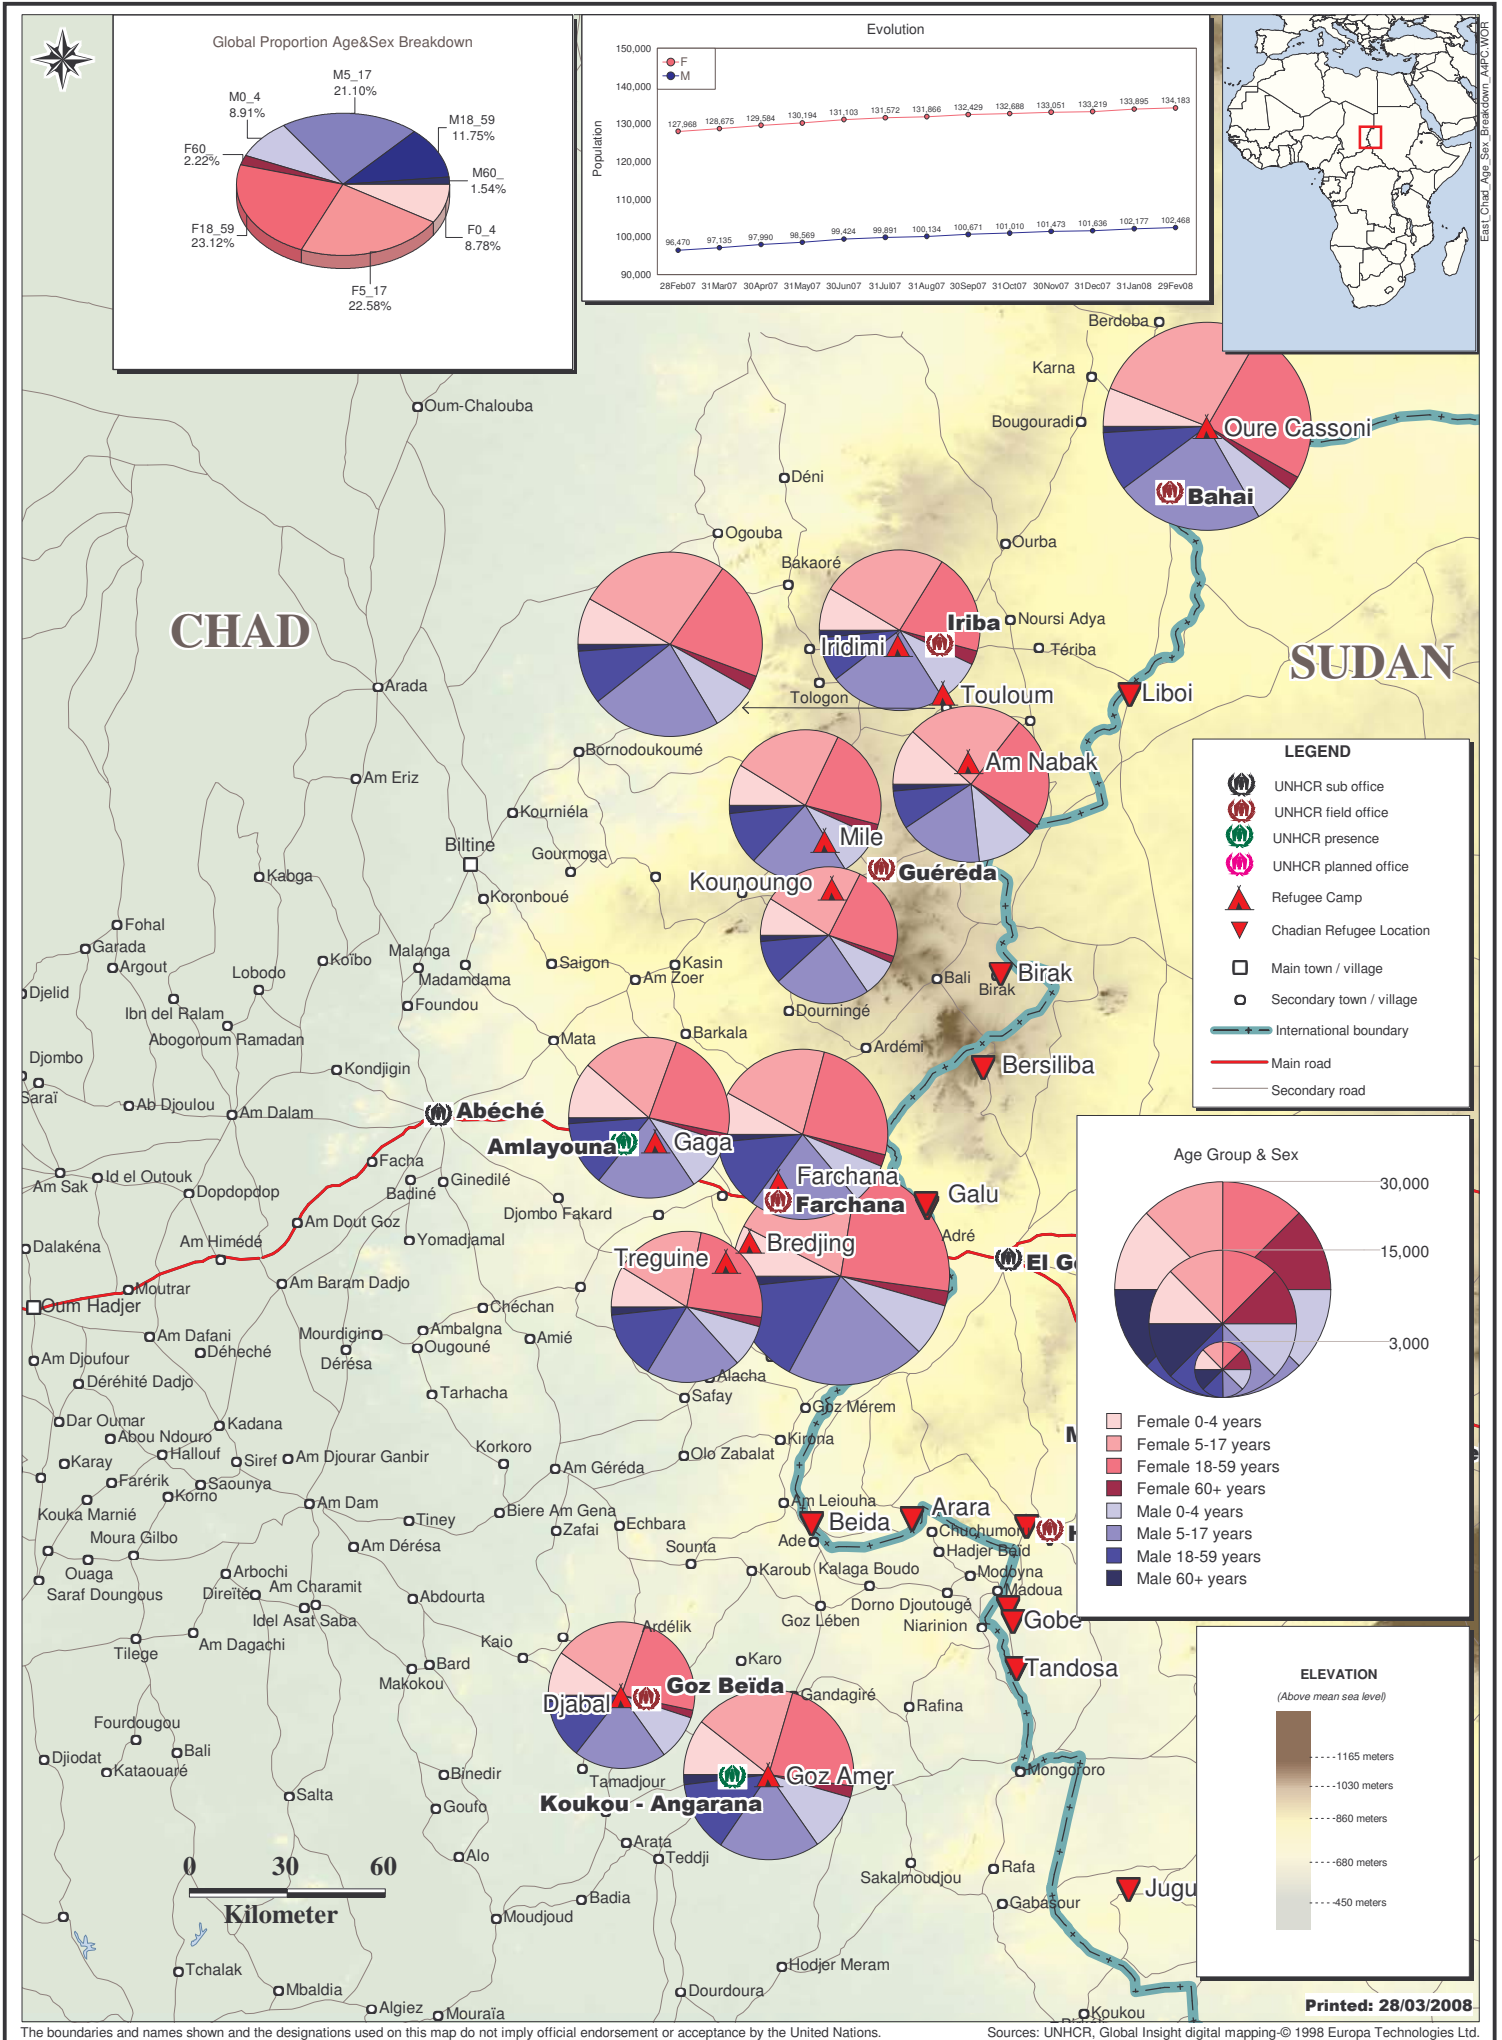 Global Proportion Age&Sex Breakdown
M5_17
21.10%
M0_4
8.91%
M18_59
11.75%
F60_
2.22%
M60_
1.54%
F18_59
23.12%
F0_4
8.78%
F5_17
22.58%
Evolution
Population
150,000
140,000
130,000
120,000
110,000
100,000
90,000
F
M
127,968 128,675 129,584 130,194 131,103 131,572 131,866 132,429 132,688 133,051 133,219 133,895 134,183
96,470 97,135 97,990 98,569 99,424 99,891 100,134 100,671 101,010 101,473 101,636 102,177 102,468
28Feb07 31Mar07 30Apr07 31May07 30Jun07 31Jul07 31Aug07 30Sep07 31Oct07 30Nov07 31Dec07 31Jan08 29Fev08
East_Chad_Age_Sex_Breakdown_A4PC.WOR
Berdoba
Karna
Oum-Chalouba
Bougouradi
Oure Cassoni
Déni
Bahai
Ogouba
Ourba
Bakaoré
CHAD
Iriba
Noursi Adya
Iridimi
Tériba
SUDAN
Arada
Tologon
Touloum
Liboi
Bornodoukoumé
Am Nabak
Am Eriz
Kourniéla
Mile
Biltine
Gourmoga
Guéréda
Kabga
Kounoungo
Koronboué
Fohal
Garada
Malanga
Argout
Koïbo
Lobodo
Saigon
Kasin
Madamdama
Am Zoer
Bali
Birak
Birak
Djelid
Foundou
Ibn del Ralam
Dourningé
Abogoroum Ramadan
Mata
Barkala
Ardémi
Djombo
Kondjigin
Bersiliba
Saraï
Ab Djoulou
Am Dalam
Abéché
Amlayouna
Gaga
Facha
Farchana
Am Sak
Id el Outouk
Dopdopdop
Badiné
Ginedilé
Farchana
Galu
Djombo Fakard
Am Dout Goz
Adré
Dalakéna
Am Himédé
Yomadjamal
Bredjing
Treguine
El Ge
Moutrar
Am Baram Dadjo
Oum Hadjer
Chéchan
Am Dafani
Mourdigin
Ambalgna
Amié
Déheché
Ougouné
Am Djoufour
Dérésa
Déréhité Dadjo
Alacha
Tarhacha
Safay
Goz Mérem
Dar Oumar
Kadana
Abou Ndouro
Kirona
Hallouf
Korkoro
Olo Zabalat
Karay
Siref
Am Djourar Ganbir
Am Géréda
Farérik
Saounya
Korno
Kouka Marnié
Am Dam
Biere Am Gena
Am Leiouha
Arara
Tiney
Echbara
Beida
Moura Gilbo
Zafai
Chuchumon
Am Dérésa
Ade
Sounta
Hadjer Beïd
Ouaga
Arbochi
Karoub
Kalaga Boudo
Modoyna
Saraf Doungous
Direïté
Am Charamit
Abdourta
Madoua
Idel Asat Saba
Dorno Djoutougé
Goz Lében
Gobe
Ardélik
Niarinion
Tilege
Am Dagachi
Kaio
Bard
Karo
Tandosa
Makokou
Goz Beïda
Djabal
Gandagiré
Rafina
Fourdougou
Bali
Djiodat
Kataouaré
Binedir
Tamadjour
Goz Amer
Mongororo
Salta
Goufo
Koukou - Angarana
Arata
Alo
Teddji
Sakalmoudjou
Rafa
Jugu
0 30 60
Kilometer
Badia
Gabasour
Moudjoud
Tchalak
Hodjer Meram
Mbaldia
Dourdoura
Algiez
Mouraïa
Koukou
LEGEND
UNHCR sub office
UNHCR field office
UNHCR presence
UNHCR planned office
Refugee Camp
Chadian Refugee Location
Main town / village
Secondary town / village
International boundary
Main road
Secondary road
Age Group & Sex
30,000
15,000
3,000
Female 0-4 years
Female 5-17 years
Female 18-59 years
Female 60+ years
Male 0-4 years
Male 5-17 years
Male 18-59 years
Male 60+ years
ELEVATION
(Above mean sea level)
1165 meters
1030 meters
860 meters
680 meters
450 meters
Printed: 28/03/2008
The boundaries and names shown and the designations used on this map do not imply official endorsement or acceptance by the United Nations.
Sources: UNHCR, Global Insight digital mapping-© 1998 Europa Technologies Ltd.